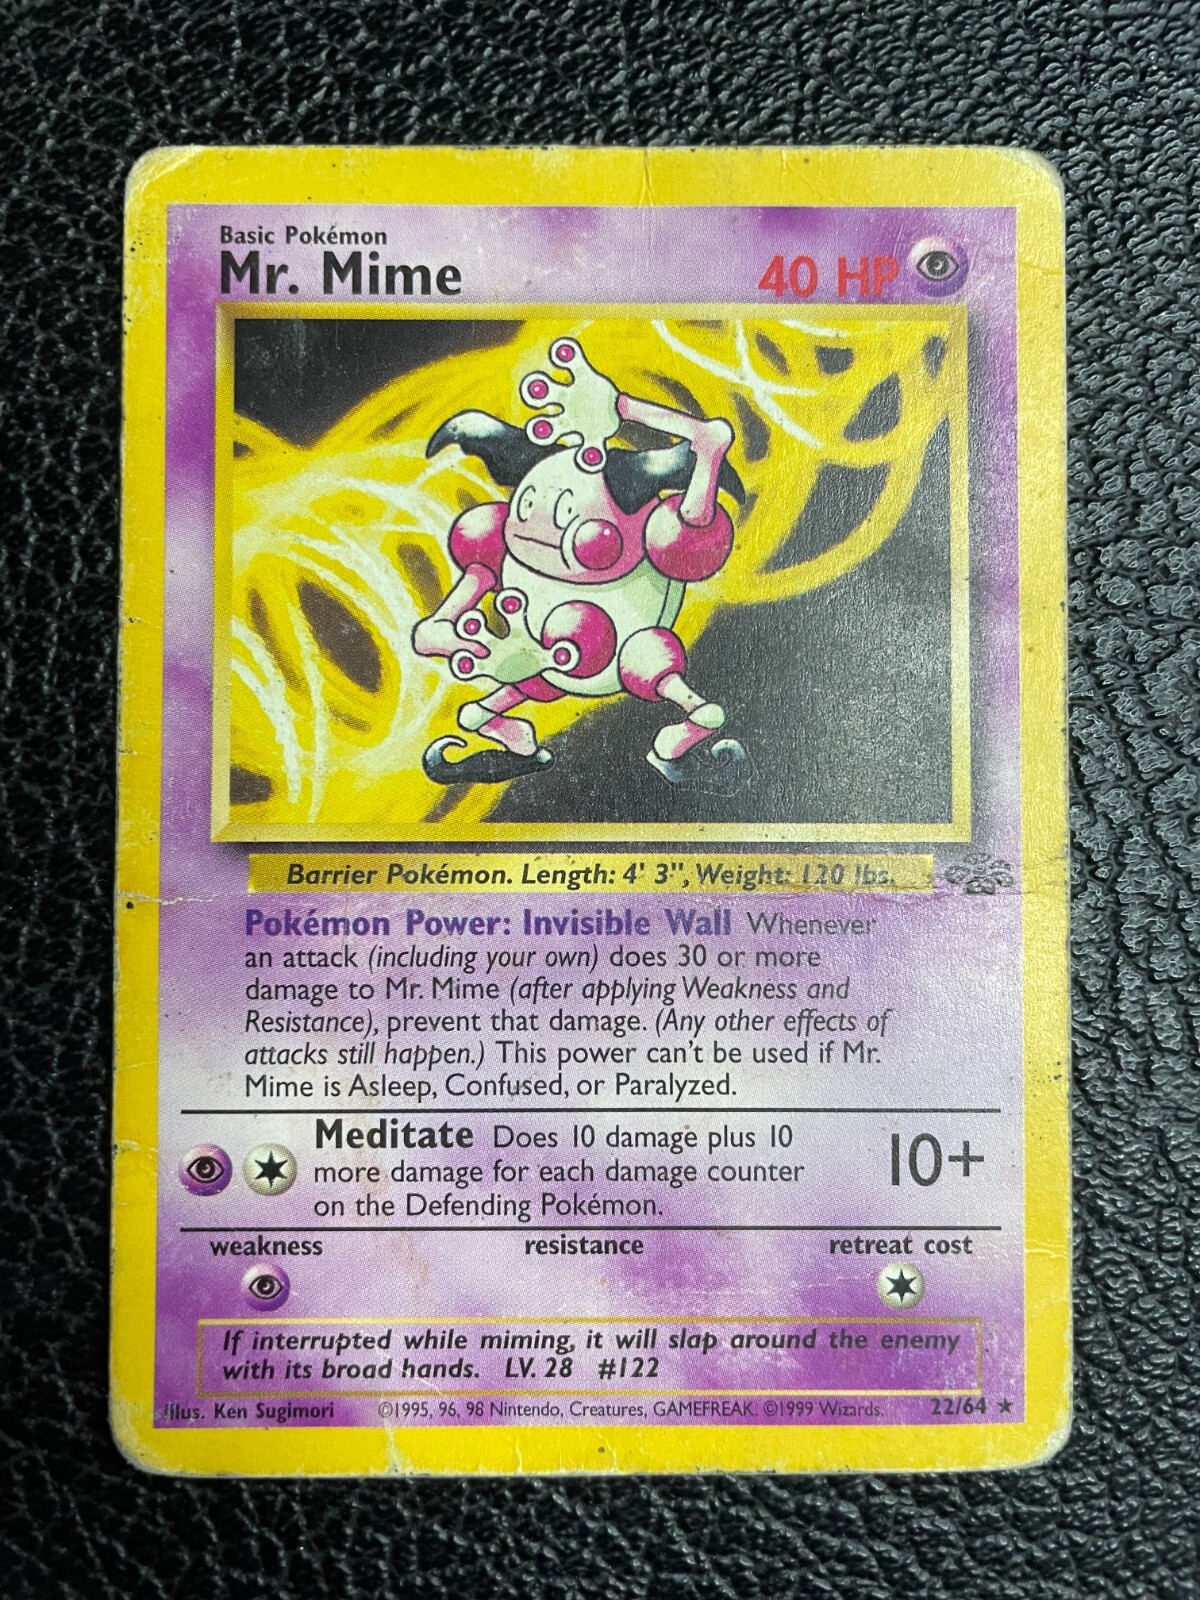 Basic Pokémon
Mr. Mime
40 HP
Barrier Pokémon. Length: 4' 3", Weight: 120 lbs.
Pokémon Power: Invisible Wall Whenever
an attack (including your own) does 30 or more
damage to Mr. Mime (after applying Weakness and
Resistance), prevent that damage. (Any other effects of
attacks still happen.) This power can't be used if Mr.
Mime is Asleep, Confused, or Paralyzed.
Meditate Does 10 damage plus 10
more damage for each damage counter
on the Defending Pokémon.
10+
weakness
resistance
retreat cost
If interrupted while miming, it will slap around the enemy
with its broad hands. LV. 28 #122
Illus. Ken Sugimori
©1995, 96, 98 Nintendo, Creatures, GAMEFREAK. ©1999 Wizards.
22/64 ★